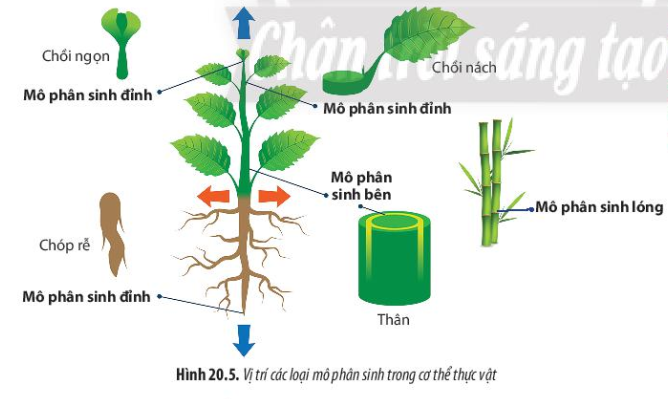 Chân trời sáng tạo
Chồi ngọn
Chồi nách
Mô phân sinh đỉnh
Mô phân sinh đỉnh
Mô phân
sinh bên
Mô phân sinh lóng
Chóp rễ
Mô phân sinh đỉnh
Thân
Hình 20.5. Vị trí các loại mô phân sinh trong cơ thể thực vật